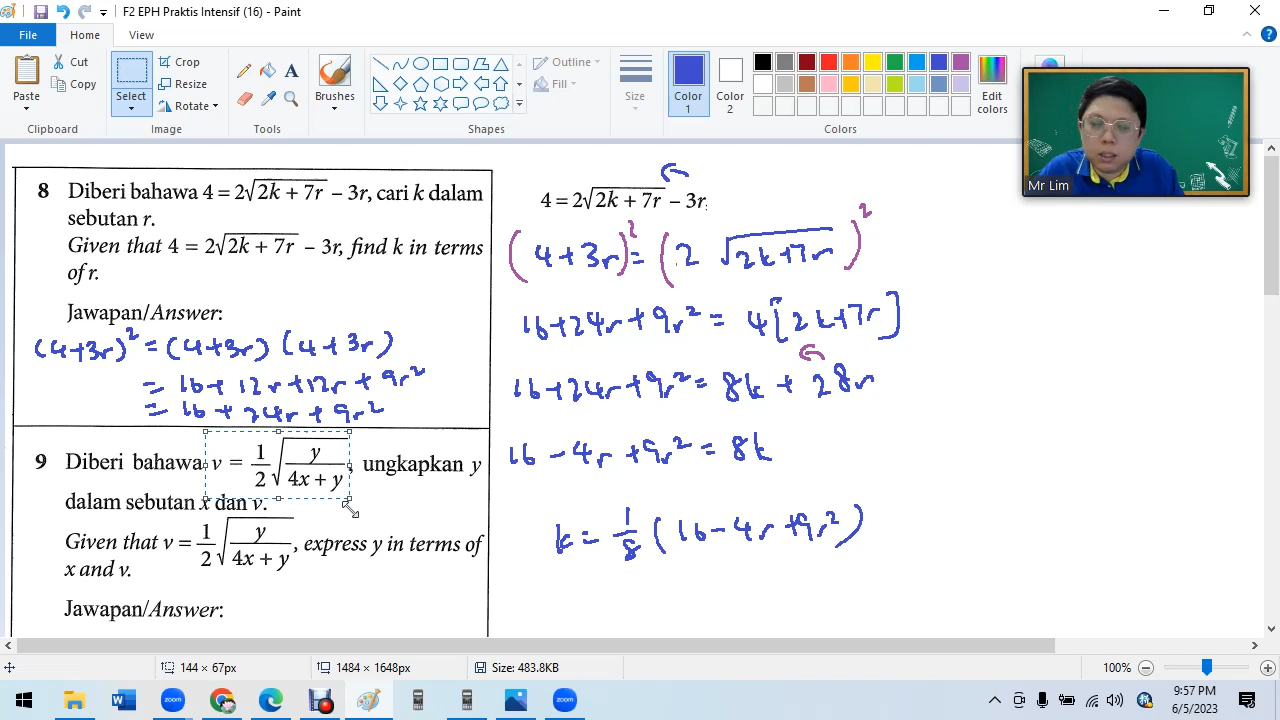 F2 EPH Praktis Intensif (16) - Paint
File Home View
Paste Cut Copy Clipboard
Select Crop Resize Rotate Image
Tools
Brushes
Outline Fill Shapes
Size
Color 1 Color 2 Edit colors Colors
Mr Lim
8 Diberi bahawa 4 = 2√(2k + 7r) – 3r, cari k dalam
sebutan r.
Given that 4 = 2√(2k + 7r) – 3r, find k in terms
of r.
Jawapan/Answer:
(4+3r)² = (4+3r) (4+3r)
= 16 + 12r + 12r + 9r²
= 16 + 24r + 9r²
9 Diberi bahawa v = 1/2 √(y/(4x + y)), ungkapkan y
dalam sebutan x dan v.
Given that v = 1/2 √(y/(4x + y)), express y in terms of
x and v.
Jawapan/Answer:
4 = 2√(2k + 7r) – 3r
(4+3r)² = (2 √(2k+7r))²
16+24r+9r² = 4[2k+7r]
16+24r+9r² = 8k + 28r
16 – 4r + 9r² = 8k
k = 1/8 (16 – 4r + 9r²)
144 × 67px 1484 × 1648px Size: 483.8KB 100%
zoom zoom
9:57 PM
6/5/2023